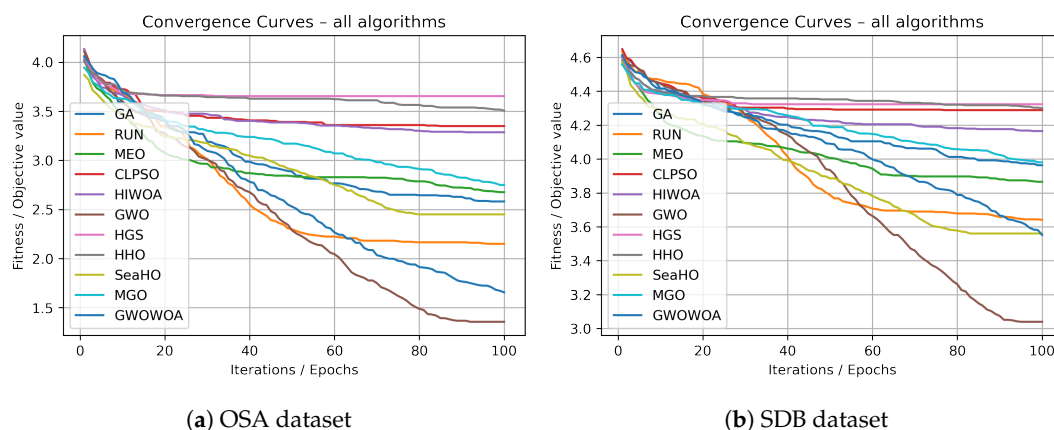 Convergence Curves – all algorithms
Fitness / Objective value
4.0
3.5
3.0
2.5
2.0
1.5
GA
RUN
MEO
CLPSO
HIWOA
GWO
HGS
HHO
SeaHO
MGO
GWOWOA
0 20 40 60 80 100
Iterations / Epochs
(a) OSA dataset
Convergence Curves – all algorithms
Fitness / Objective value
4.6
4.4
4.2
4.0
3.8
3.6
3.4
3.2
3.0
GA
RUN
MEO
CLPSO
HIWOA
GWO
HGS
HHO
SeaHO
MGO
GWOWOA
0 20 40 60 80 100
Iterations / Epochs
(b) SDB dataset